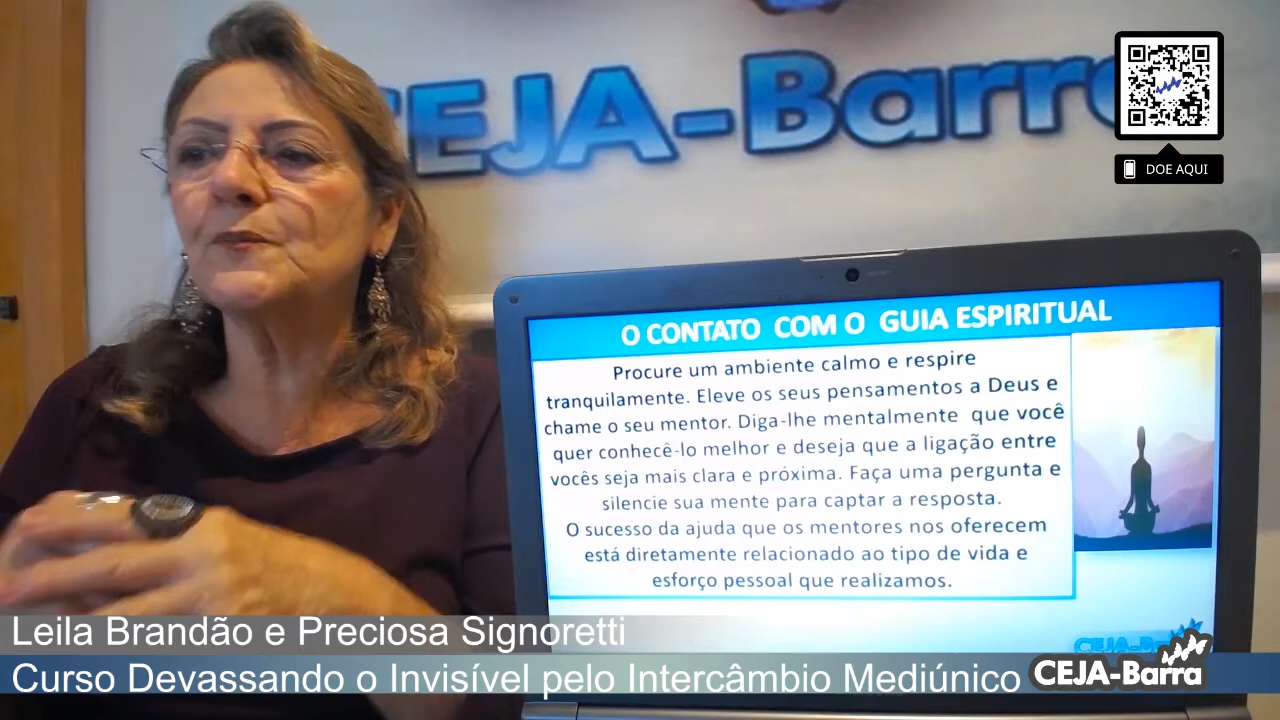 CEJA-Barra
DOE AQUI
O CONTATO COM O GUIA ESPIRITUAL
Procure um ambiente calmo e respire
tranquilamente. Eleve os seus pensamentos a Deus e
chame o seu mentor. Diga-lhe mentalmente que você
quer conhecê-lo melhor e deseja que a ligação entre
vocês seja mais clara e próxima. Faça uma pergunta e
silencie sua mente para captar a resposta.
O sucesso da ajuda que os mentores nos oferecem
está diretamente relacionado ao tipo de vida e
esforço pessoal que realizamos.
CEJA-Barra
Leila Brandão e Preciosa Signoretti
Curso Devassando o Invisível pelo Intercâmbio Mediúnico
CEJA-Barra